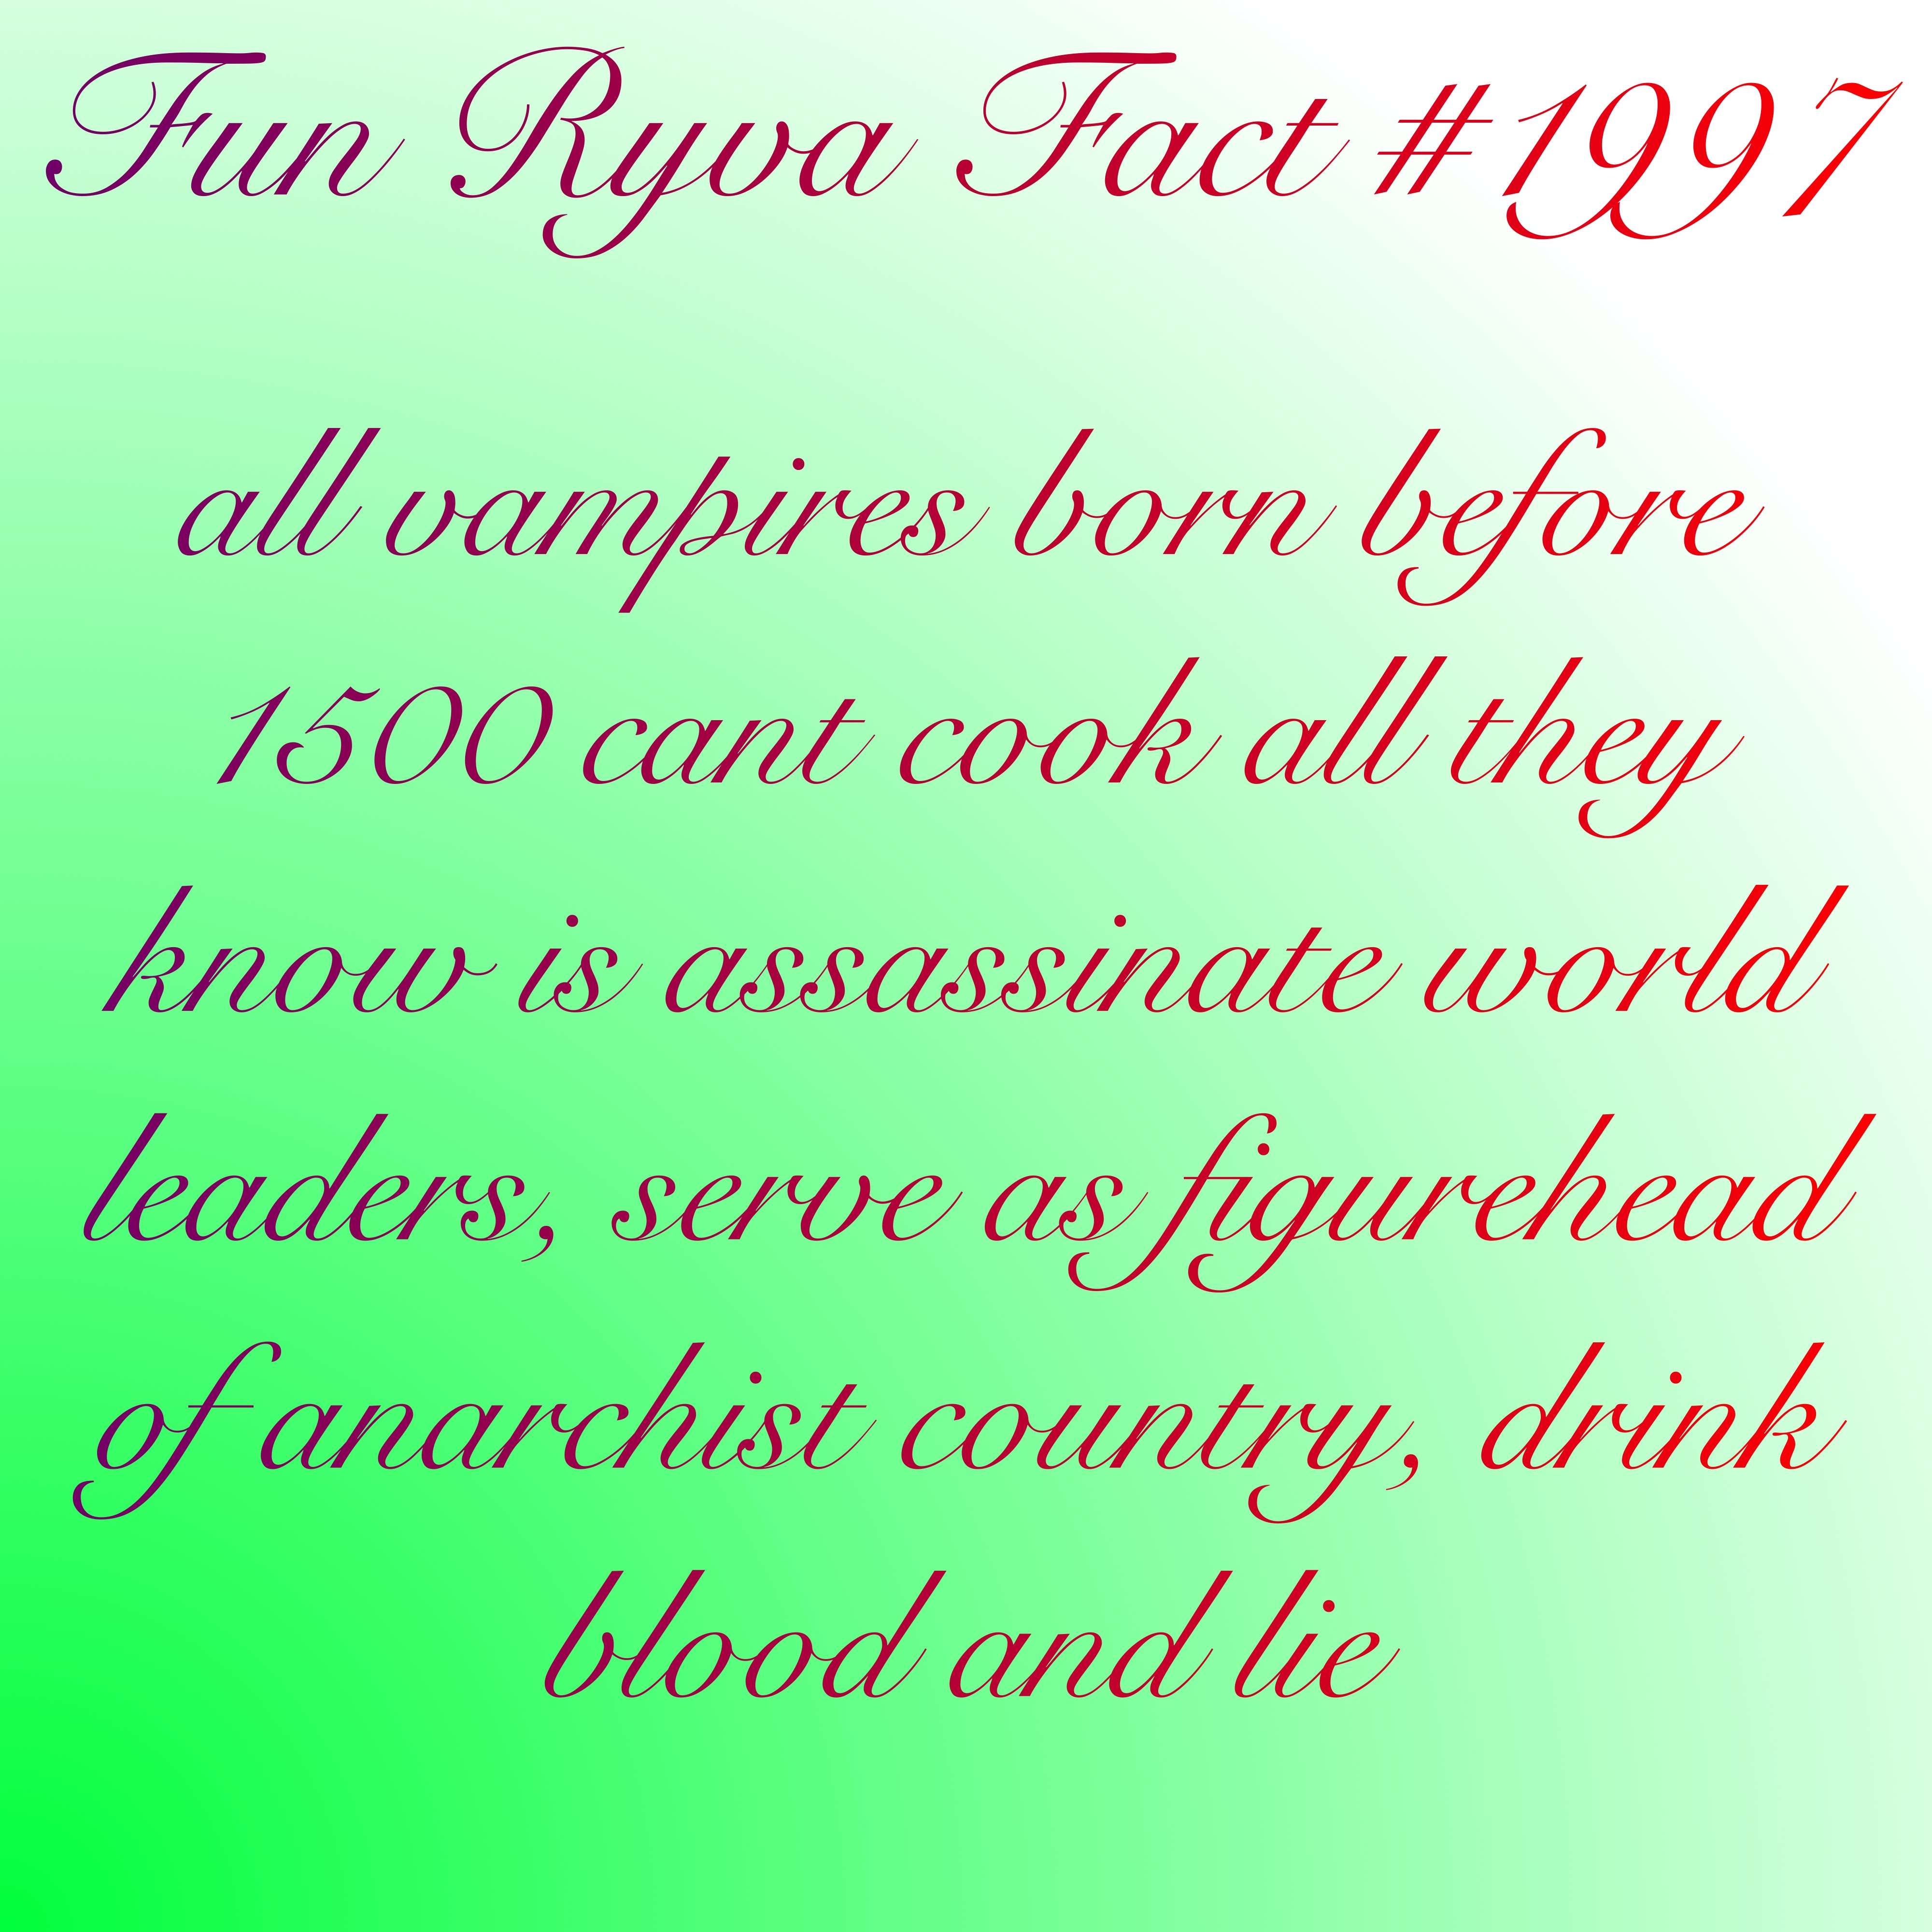 Fun Ryva Fact #1997
all vampires born before
1500 cant cook all they
know is assassinate world
leaders, serve as figurehead
of anarchist country, drink
blood and lie